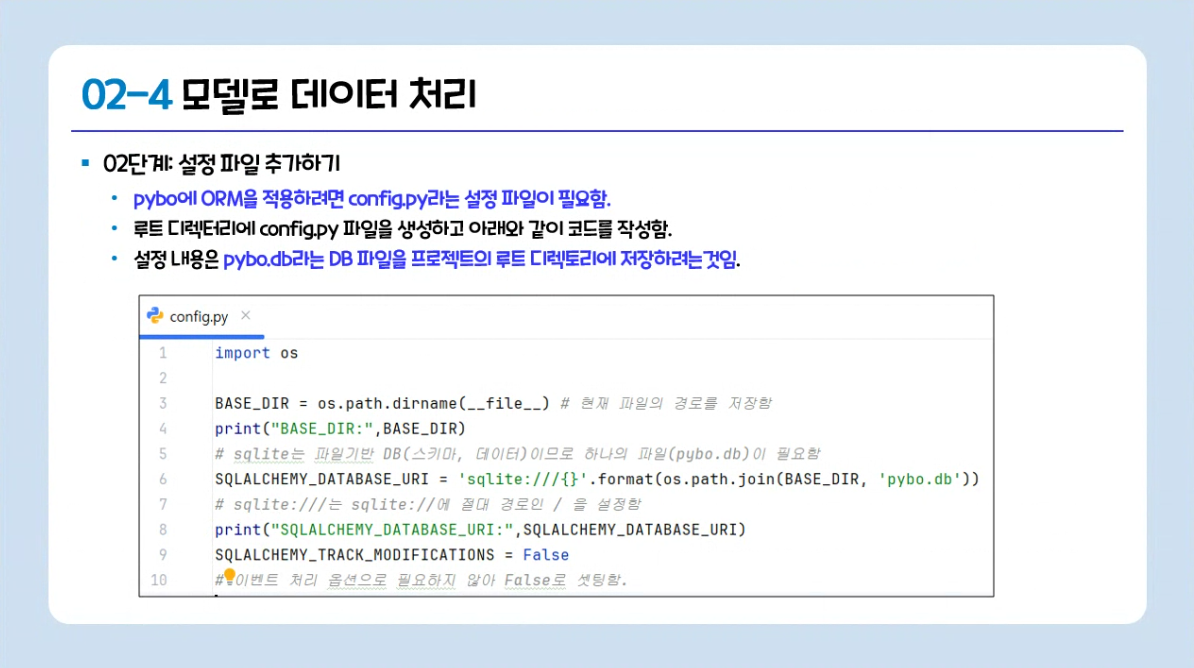 02-4 모델로 데이터 처리
02단계: 설정 파일 추가하기
pybo에 ORM을 적용하려면 config.py라는 설정 파일이 필요함.
루트 디렉터리에 config.py 파일을 생성하고 아래와 같이 코드를 작성함.
설정 내용은 pybo.db라는 DB 파일을 프로젝트의 루트 디렉토리에 저장하려는것임.
config.py ×
1 import os
2
3 BASE_DIR = os.path.dirname(__file__) # 현재 파일의 경로를 저장함
4 print("BASE_DIR:",BASE_DIR)
5 # sqlite는 파일기반 DB(스키마, 데이터)이므로 하나의 파일(pybo.db)이 필요함
6 SQLALCHEMY_DATABASE_URI = 'sqlite:///{}'.format(os.path.join(BASE_DIR, 'pybo.db'))
7 # sqlite:///는 sqlite://에 절대 경로인 / 을 설정함
8 print("SQLALCHEMY_DATABASE_URI:",SQLALCHEMY_DATABASE_URI)
9 SQLALCHEMY_TRACK_MODIFICATIONS = False
10 # 이벤트 처리 옵션으로 필요하지 않아 False로 셋팅함.